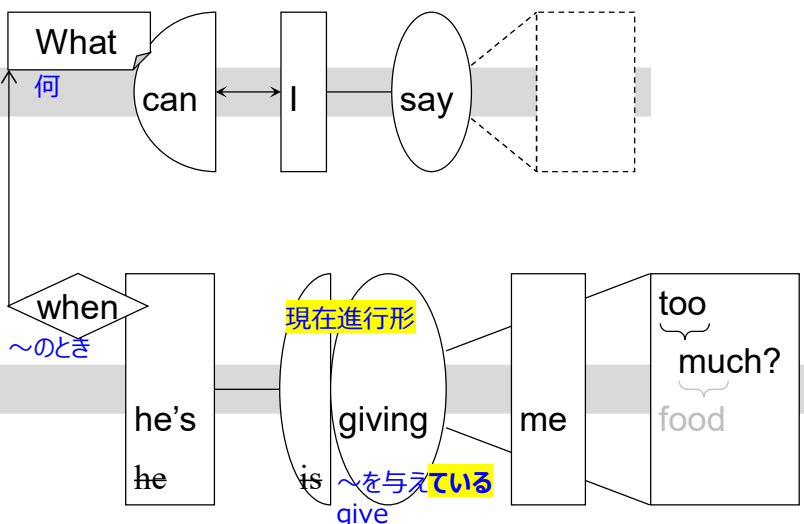 What
何
can I say
when
～のとき
現在進行形
too
much?
food
he's giving me
he is ～を与えている
give